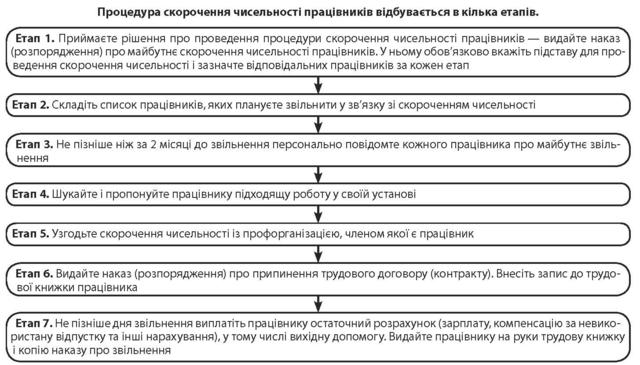 Процедура скорочення чисельності працівників відбувається в кілька етапів.
Етап 1. Приймаєте рішення про проведення процедури скорочення чисельності працівників — видайте наказ
(розпорядження) про майбутнє скорочення чисельності працівників. У ньому обов’язково вкажіть підставу для про-
ведення скорочення чисельності і зазначте відповідальних працівників за кожен етап
Етап 2. Складіть список працівників, яких плануєте звільнити у зв’язку зі скороченням чисельності
Етап 3. Не пізніше ніж за 2 місяці до звільнення персонально повідомте кожного працівника про майбутнє звіль-
нення
Етап 4. Шукайте і пропонуйте працівнику підходящу роботу у своїй установі
Етап 5. Узгодьте скорочення чисельності із профорганізацією, членом якої є працівник
Етап 6. Видайте наказ (розпорядження) про припинення трудового договору (контракту). Внесіть запис до трудо-
вої книжки працівника
Етап 7. Не пізніше дня звільнення виплатіть працівнику остаточний розрахунок (зарплату, компенсацію за невико-
ристану відпустку та інші нарахування), у тому числі вихідну допомогу. Видайте працівнику на руки трудову книжку
і копію наказу про звільнення